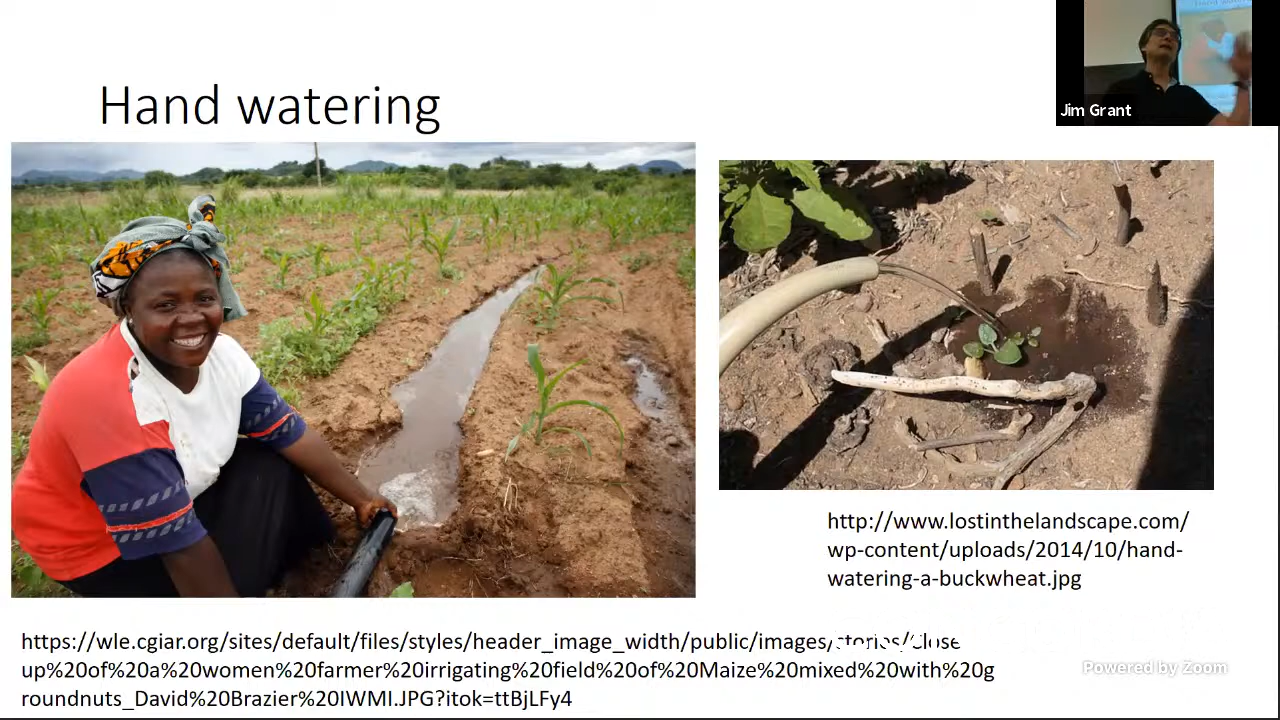 Hand watering
Jim Grant
http://www.lostinthelandscape.com/
wp-content/uploads/2014/10/hand-
watering-a-buckwheat.jpg
https://wle.cgiar.org/sites/default/files/styles/header_image_width/public/images/stories/Close
up%20of%20a%20women%20farmer%20irrigating%20field%20of%20Maize%20mixed%20with%20g
roundnuts_David%20Brazier%20IWMI.JPG?itok=ttBjLFy4
Powered by Zoom